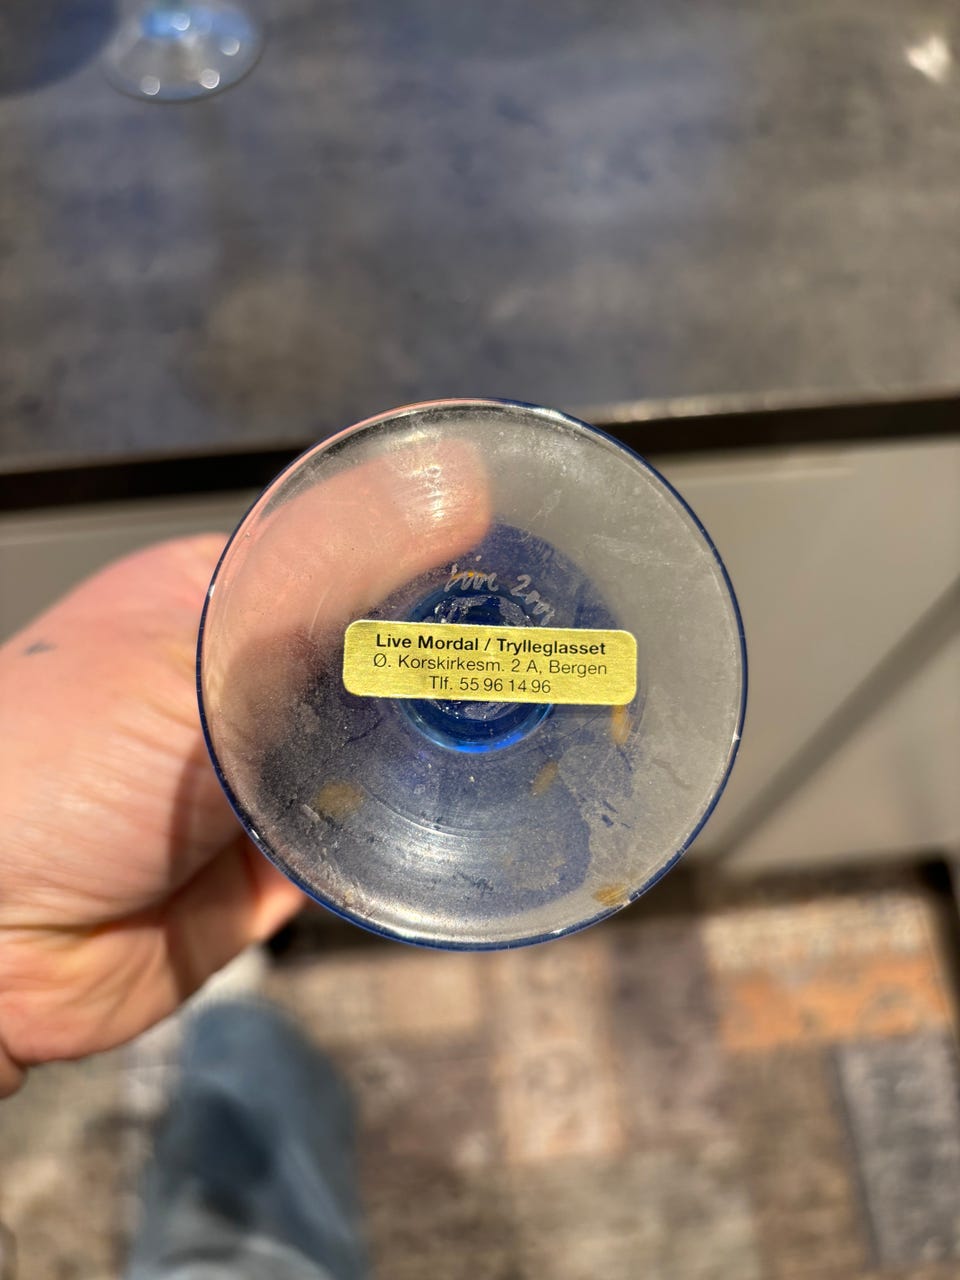 Live Mordal / Trylleglasset
Ø. Korskirkesm. 2 A, Bergen
Tlf. 55 96 14 96